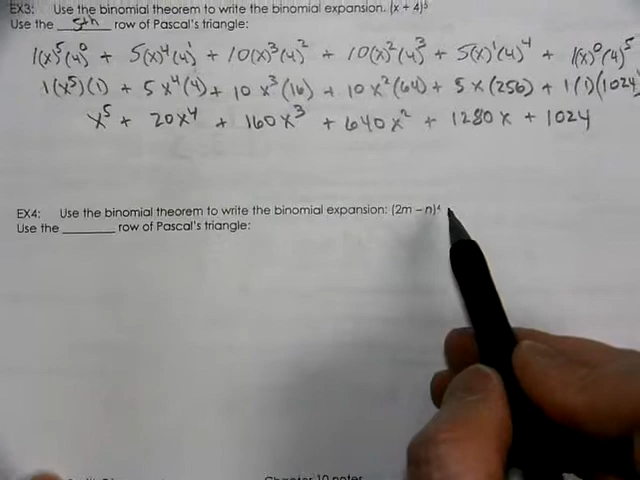 EX3: Use the binomial theorem to write the binomial expansion. (x + 4)⁵
Use the 5th row of Pascal's triangle:
1(x)⁵(4)⁰ + 5(x)⁴(4)¹ + 10(x)³(4)² + 10(x)²(4)³ + 5(x)¹(4)⁴ + 1(x)⁰(4)⁵
1(x⁵)(1) + 5x⁴(4) + 10x³(16) + 10x²(64) + 5x(256) + 1(1)(1024)
x⁵ + 20x⁴ + 160x³ + 640x² + 1280x + 1024
EX4: Use the binomial theorem to write the binomial expansion: (2m – n)⁴
Use the ______ row of Pascal's triangle:
Chapter 10 notes